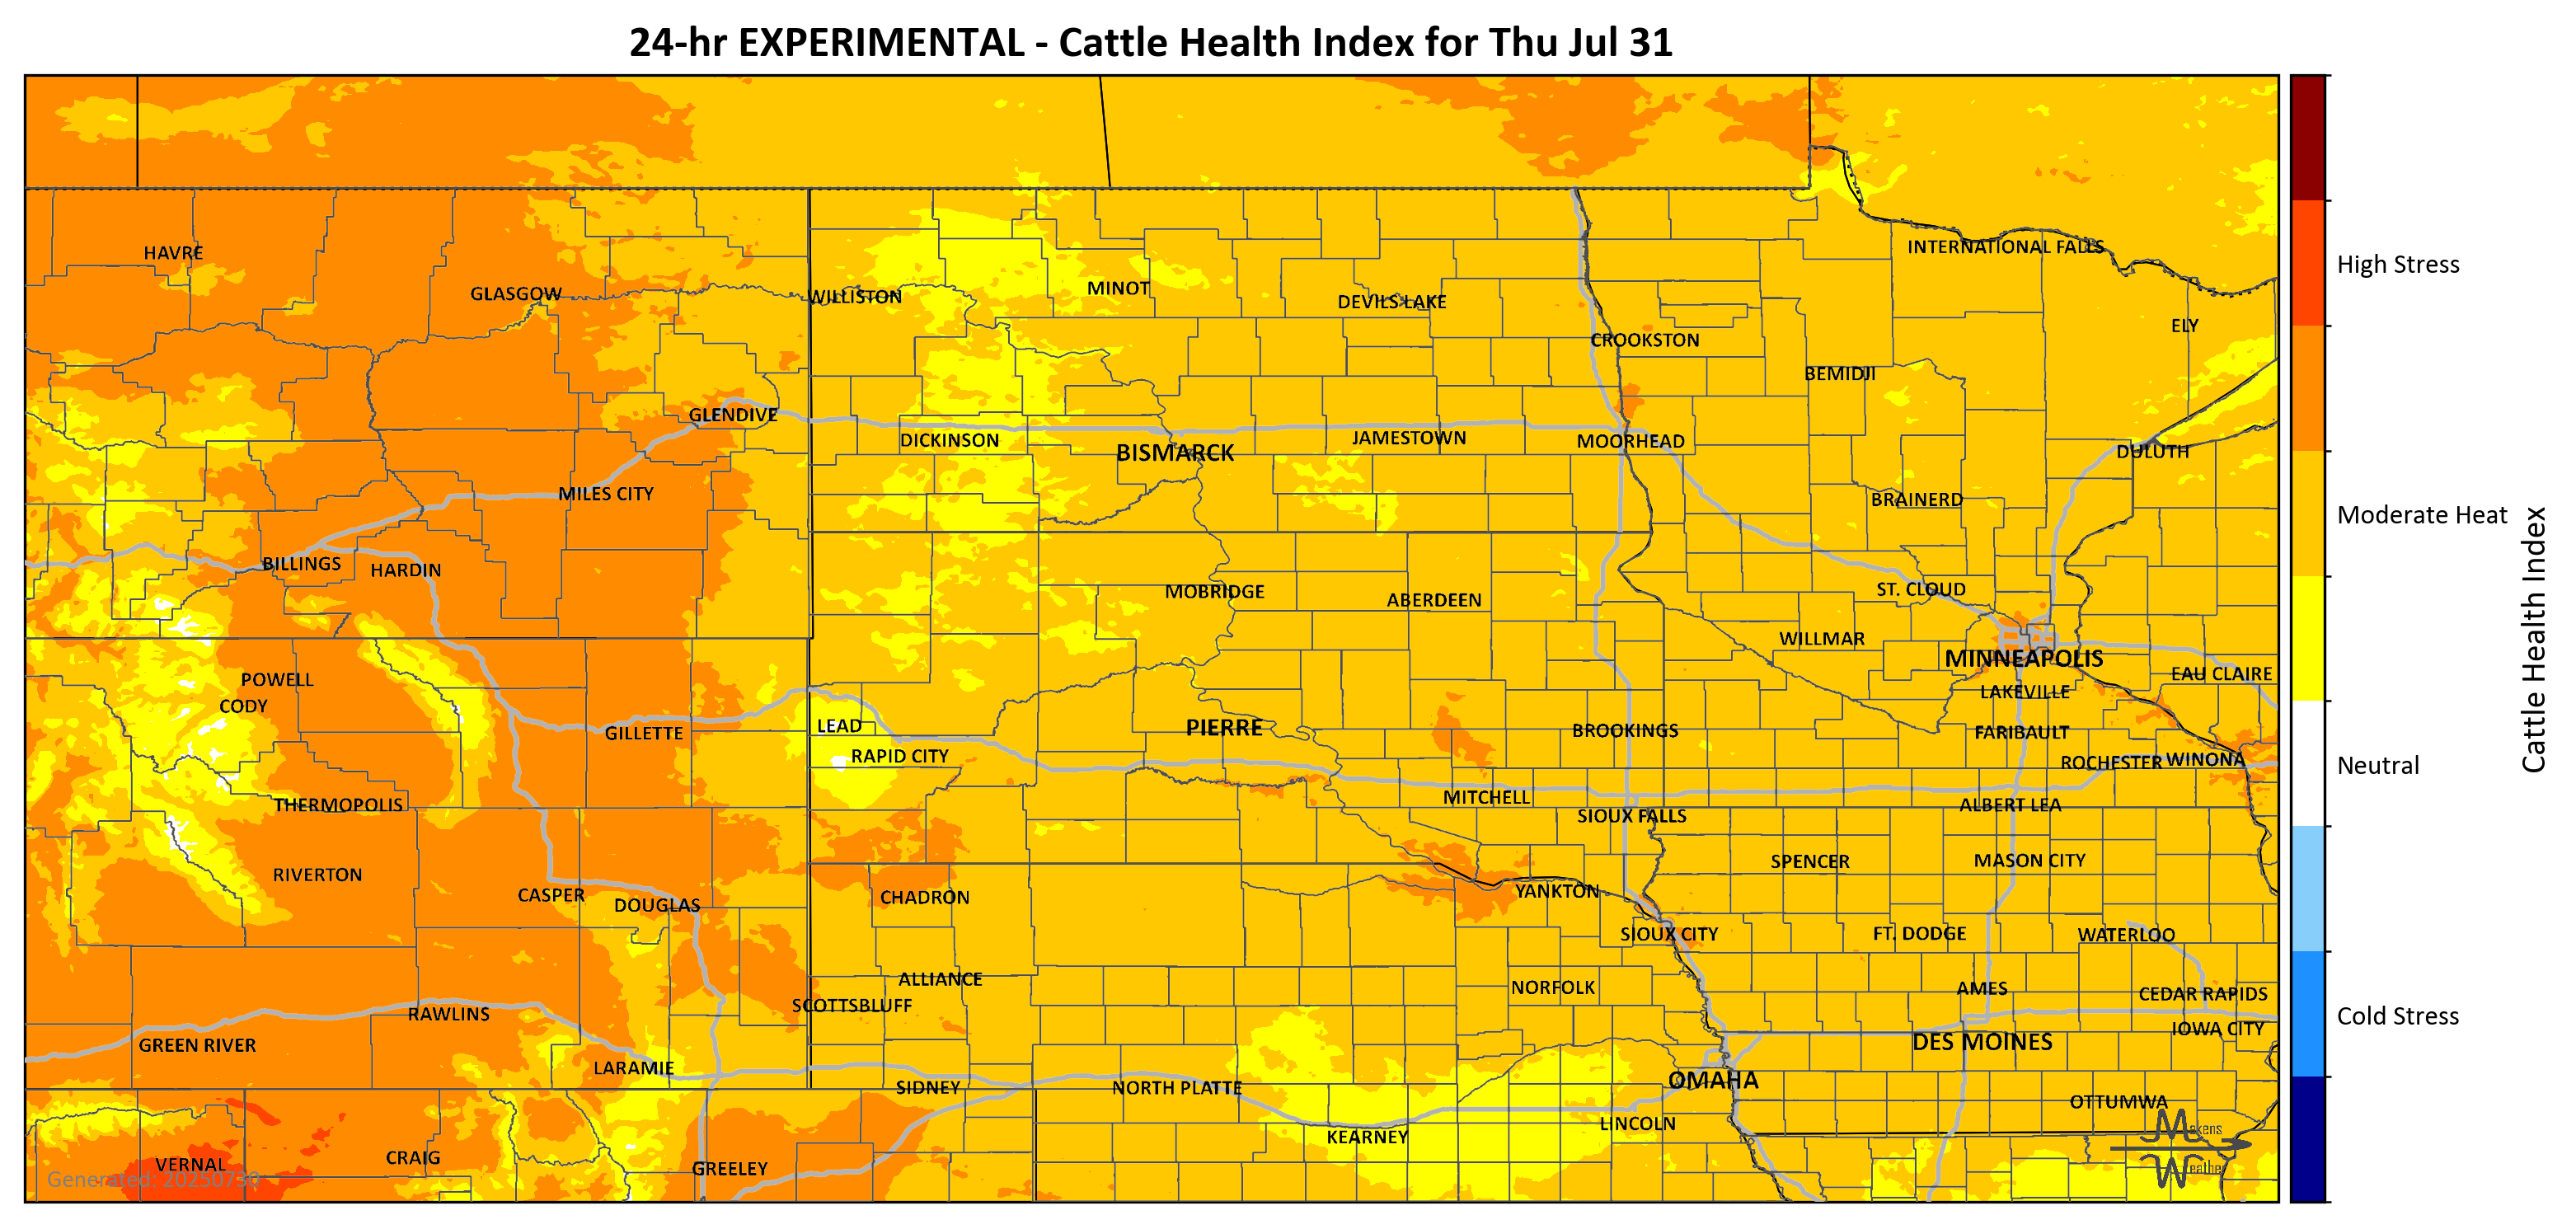 24-hr EXPERIMENTAL - Cattle Health Index for Thu Jul 31
HAVRE
INTERNATIONAL FALLS
GLASGOW
WILLISTON
MINOT
DEVILS LAKE
ELY
CROOKSTON
BEMIDJI
GLENDIVE
DICKINSON
BISMARCK
JAMESTOWN
MOORHEAD
DULUTH
MILES CITY
BRAINERD
BILLINGS
HARDIN
MOBRIDGE
ABERDEEN
ST. CLOUD
WILLMAR
MINNEAPOLIS
POWELL
EAU CLAIRE
CODY
LAKEVILLE
GILLETTE
LEAD
PIERRE
BROOKINGS
FARIBAULT
RAPID CITY
ROCHESTER
WINONA
THERMOPOLIS
MITCHELL
ALBERT LEA
SIOUX FALLS
RIVERTON
SPENCER
MASON CITY
CASPER
DOUGLAS
CHADRON
YANKTON
SIOUX CITY
FT. DODGE
WATERLOO
ALLIANCE
NORFOLK
AMES
CEDAR RAPIDS
SCOTTSBLUFF
RAWLINS
IOWA CITY
GREEN RIVER
DES MOINES
LARAMIE
SIDNEY
NORTH PLATTE
OMAHA
OTTUMWA
LINCOLN
KEARNEY
VERNAL
CRAIG
GREELEY
Generated: 20250730
Makens
Weather
High Stress
Moderate Heat
Neutral
Cold Stress
Cattle Health Index